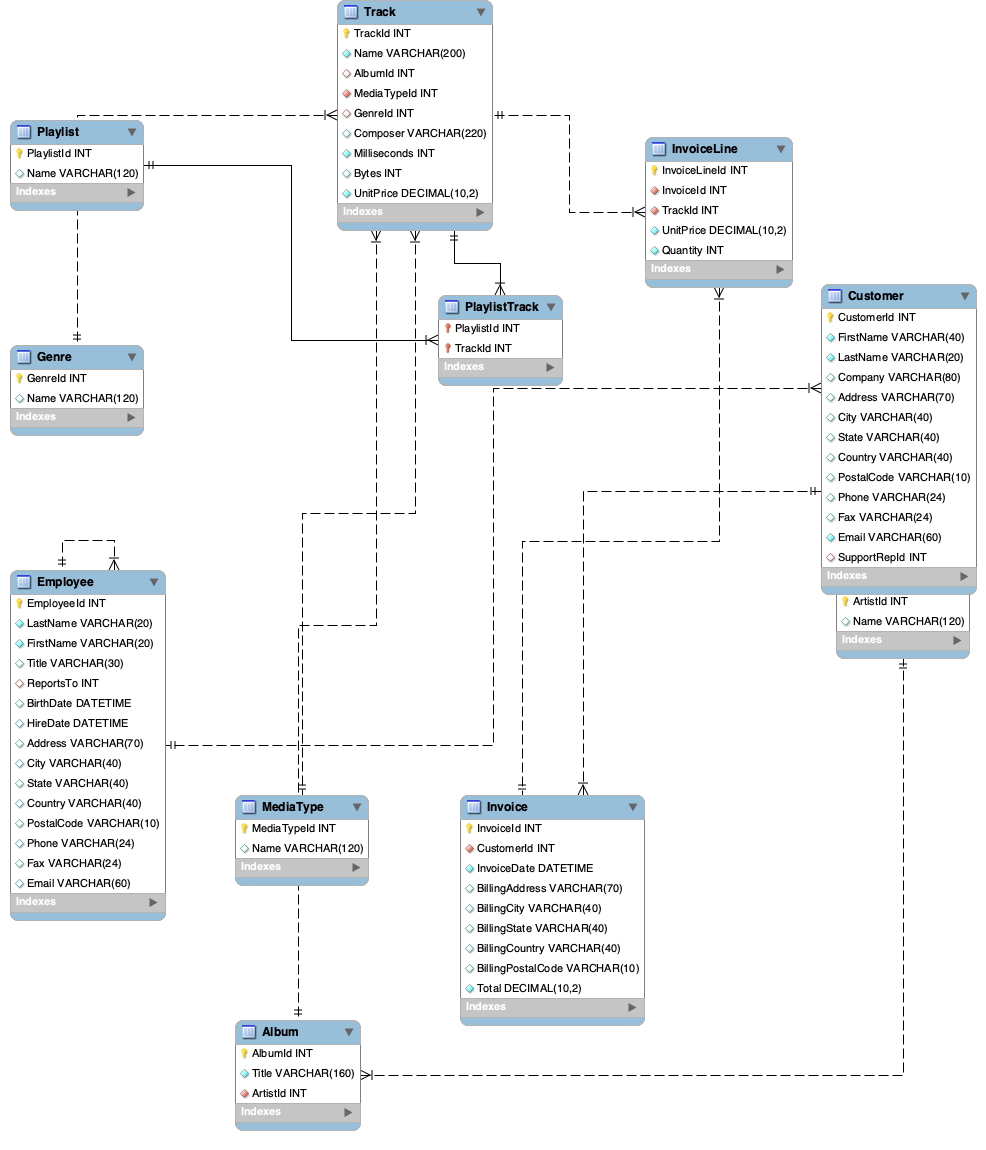 Track
TrackId INT
Name VARCHAR(200)
AlbumId INT
MediaTypeId INT
GenreId INT
Composer VARCHAR(220)
Milliseconds INT
Bytes INT
UnitPrice DECIMAL(10,2)
Indexes
Playlist
PlaylistId INT
Name VARCHAR(120)
Indexes
InvoiceLine
InvoiceLineId INT
InvoiceId INT
TrackId INT
UnitPrice DECIMAL(10,2)
Quantity INT
Indexes
PlaylistTrack
PlaylistId INT
TrackId INT
Indexes
Customer
CustomerId INT
FirstName VARCHAR(40)
LastName VARCHAR(20)
Company VARCHAR(80)
Address VARCHAR(70)
City VARCHAR(40)
State VARCHAR(40)
Country VARCHAR(40)
PostalCode VARCHAR(10)
Phone VARCHAR(24)
Fax VARCHAR(24)
Email VARCHAR(60)
SupportRepId INT
Indexes
ArtistId INT
Name VARCHAR(120)
Indexes
Genre
GenreId INT
Name VARCHAR(120)
Indexes
Employee
EmployeeId INT
LastName VARCHAR(20)
FirstName VARCHAR(20)
Title VARCHAR(30)
ReportsTo INT
BirthDate DATETIME
HireDate DATETIME
Address VARCHAR(70)
City VARCHAR(40)
State VARCHAR(40)
Country VARCHAR(40)
PostalCode VARCHAR(10)
Phone VARCHAR(24)
Fax VARCHAR(24)
Email VARCHAR(60)
Indexes
MediaType
MediaTypeId INT
Name VARCHAR(120)
Indexes
Invoice
InvoiceId INT
CustomerId INT
InvoiceDate DATETIME
BillingAddress VARCHAR(70)
BillingCity VARCHAR(40)
BillingState VARCHAR(40)
BillingCountry VARCHAR(40)
BillingPostalCode VARCHAR(10)
Total DECIMAL(10,2)
Indexes
Album
AlbumId INT
Title VARCHAR(160)
ArtistId INT
Indexes